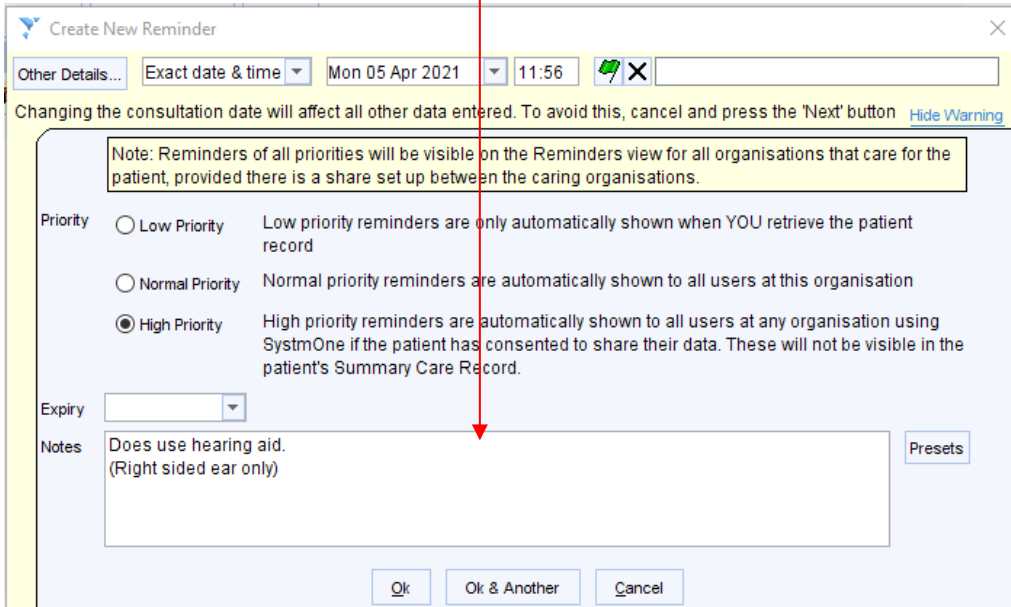 Create New Reminder
Other Details... Exact date & time Mon 05 Apr 2021 11:56
Changing the consultation date will affect all other data entered. To avoid this, cancel and press the 'Next' button Hide Warning
Note: Reminders of all priorities will be visible on the Reminders view for all organisations that care for the
patient, provided there is a share set up between the caring organisations.
Priority Low Priority Low priority reminders are only automatically shown when YOU retrieve the patient
record
Normal Priority Normal priority reminders are automatically shown to all users at this organisation
High Priority High priority reminders are automatically shown to all users at any organisation using
SystmOne if the patient has consented to share their data. These will not be visible in the
patient's Summary Care Record.
Expiry
Notes Does use hearing aid. Presets
(Right sided ear only)
Ok Ok & Another Cancel